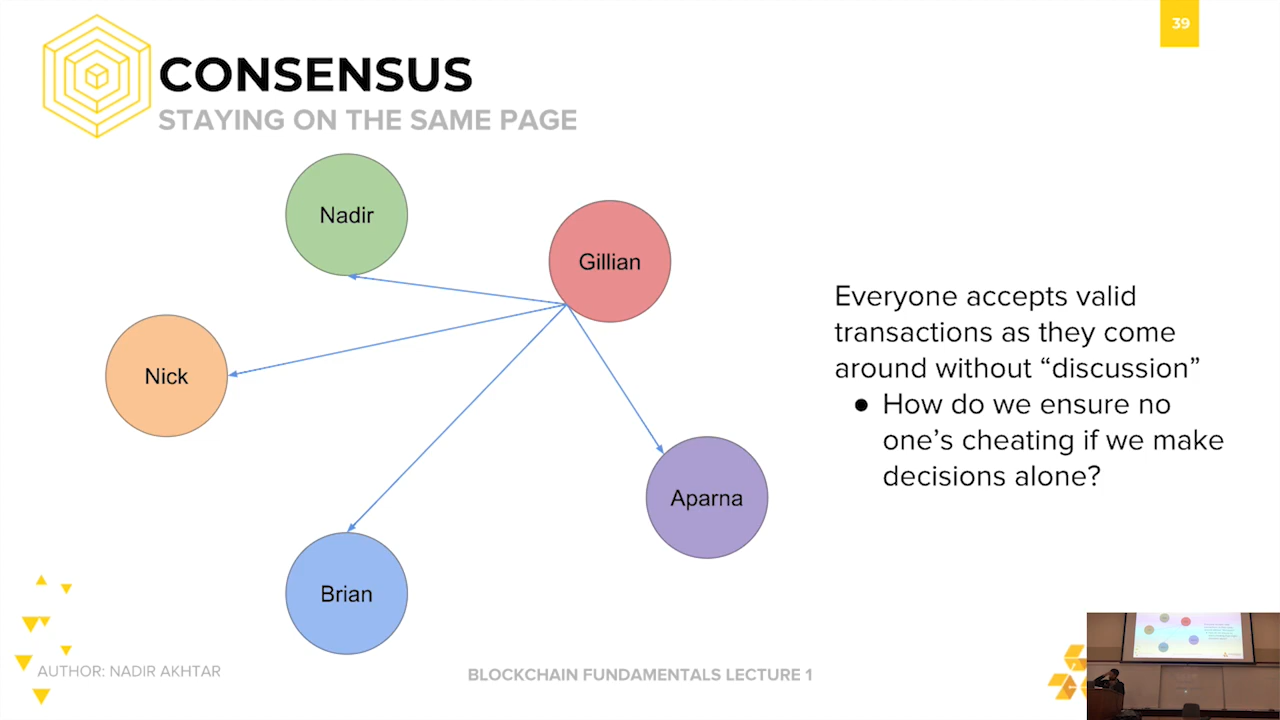 39
CONSENSUS
STAYING ON THE SAME PAGE
Nadir
Gillian
Nick
Aparna
Brian
Everyone accepts valid
transactions as they come
around without “discussion”
● How do we ensure no
one’s cheating if we make
decisions alone?
AUTHOR: NADIR AKHTAR
BLOCKCHAIN FUNDAMENTALS LECTURE 1